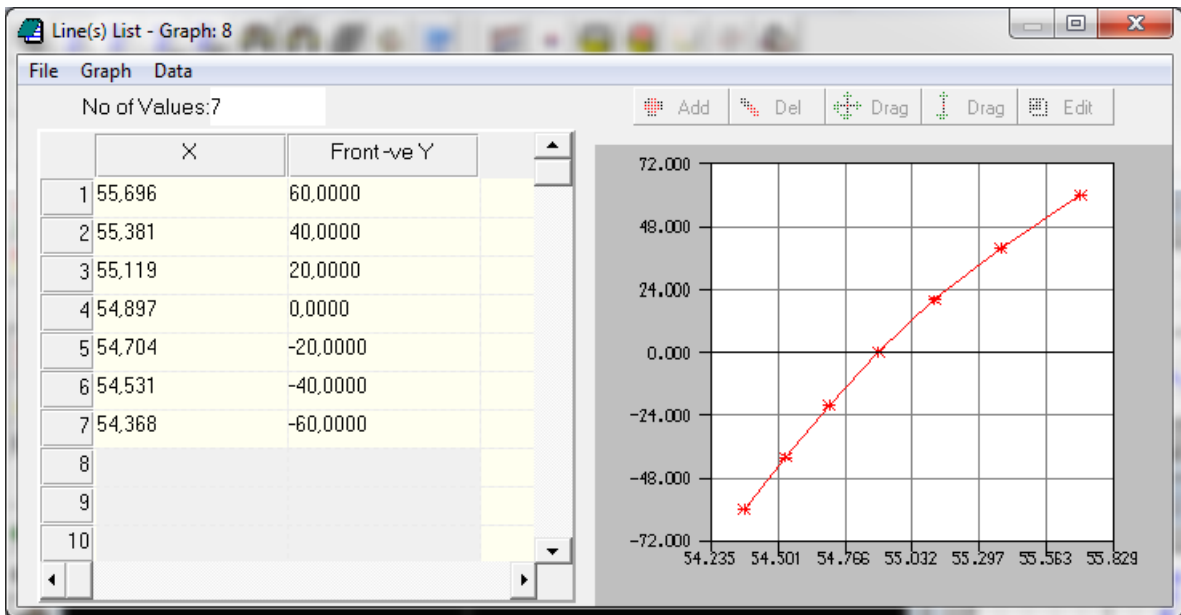 Line(s) List - Graph: 8
File Graph Data
No of Values:7
Add Del Drag Drag Edit
X Front-ve Y
1 55,696 60,0000
2 55,381 40,0000
3 55,119 20,0000
4 54,897 0,0000
5 54,704 -20,0000
6 54,531 -40,0000
7 54,368 -60,0000
8
9
10
72.000
48.000
24.000
0.000
-24.000
-48.000
-72.000
54.235 54.501 54.766 55.032 55.297 55.563 55.829